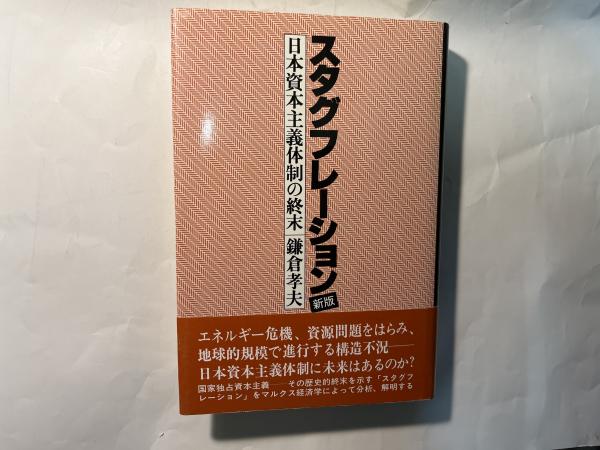 スタグフレーション
新版
日本資本主義体制の終末
鎌倉孝夫
エネルギー危機、資源問題をはらみ、
地球的規模で進行する構造不況――
日本資本主義体制に未来はあるのか?
国家独占資本主義――その歴史的終末を示す「スタグフ
レーション」をマルクス経済学によって分析、解明する